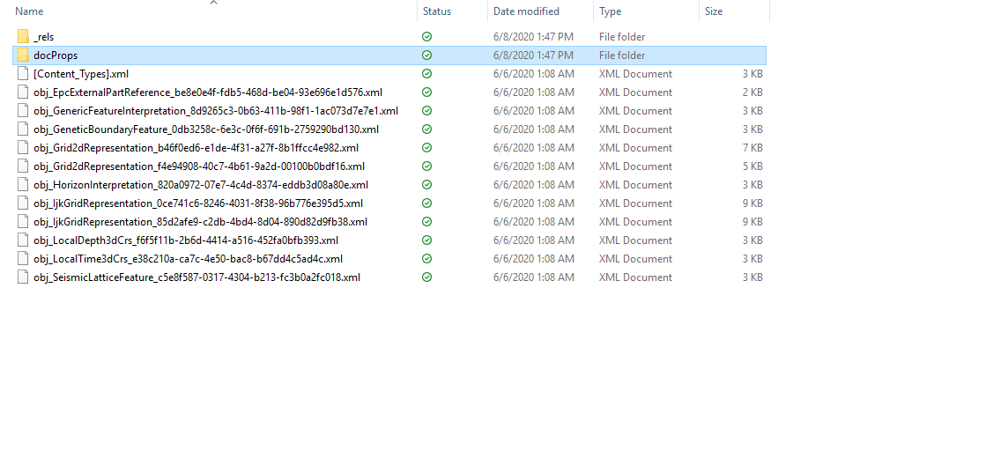 Name Status Date modified Type Size
_rels 6/8/2020 1:47 PM File folder
docProps 6/8/2020 1:47 PM File folder
[Content_Types].xml 6/6/2020 1:08 AM XML Document 3 KB
obj_EpcExternalPartReference_be8e0e4f-fdb5-468d-be04-93e696e1d576.xml 6/6/2020 1:08 AM XML Document 2 KB
obj_GenericFeatureInterpretation_8d9265c3-0b63-411b-98f1-1ac073d7e7e1.xml 6/6/2020 1:08 AM XML Document 3 KB
obj_GeneticBoundaryFeature_0db3258c-6e3c-0f6f-691b-2759290bd130.xml 6/6/2020 1:08 AM XML Document 3 KB
obj_Grid2dRepresentation_b46f0ed6-e1de-4f31-a27f-8b1ffcc4e982.xml 6/6/2020 1:08 AM XML Document 7 KB
obj_Grid2dRepresentation_f4e94908-40c7-4b61-9a2d-00100b0bdf16.xml 6/6/2020 1:08 AM XML Document 5 KB
obj_HorizonInterpretation_820a0972-07e7-4c4d-8374-eddb3d08a80e.xml 6/6/2020 1:08 AM XML Document 3 KB
obj_IjkGridRepresentation_0ce741c6-8246-4031-8f38-96b776e395d5.xml 6/6/2020 1:08 AM XML Document 9 KB
obj_IjkGridRepresentation_85d2afe9-c2db-4bd4-8d04-890d82d9fb38.xml 6/6/2020 1:08 AM XML Document 9 KB
obj_LocalDepth3dCrs_f6f5f11b-2b6d-4414-a516-452fa0bfb393.xml 6/6/2020 1:08 AM XML Document 3 KB
obj_LocalTime3dCrs_e38c210a-ca7c-4e50-bac8-b67dd4c5ad4c.xml 6/6/2020 1:08 AM XML Document 3 KB
obj_SeismicLatticeFeature_c5e8f587-0317-4304-b213-fc3b0a2fc018.xml 6/6/2020 1:08 AM XML Document 3 KB